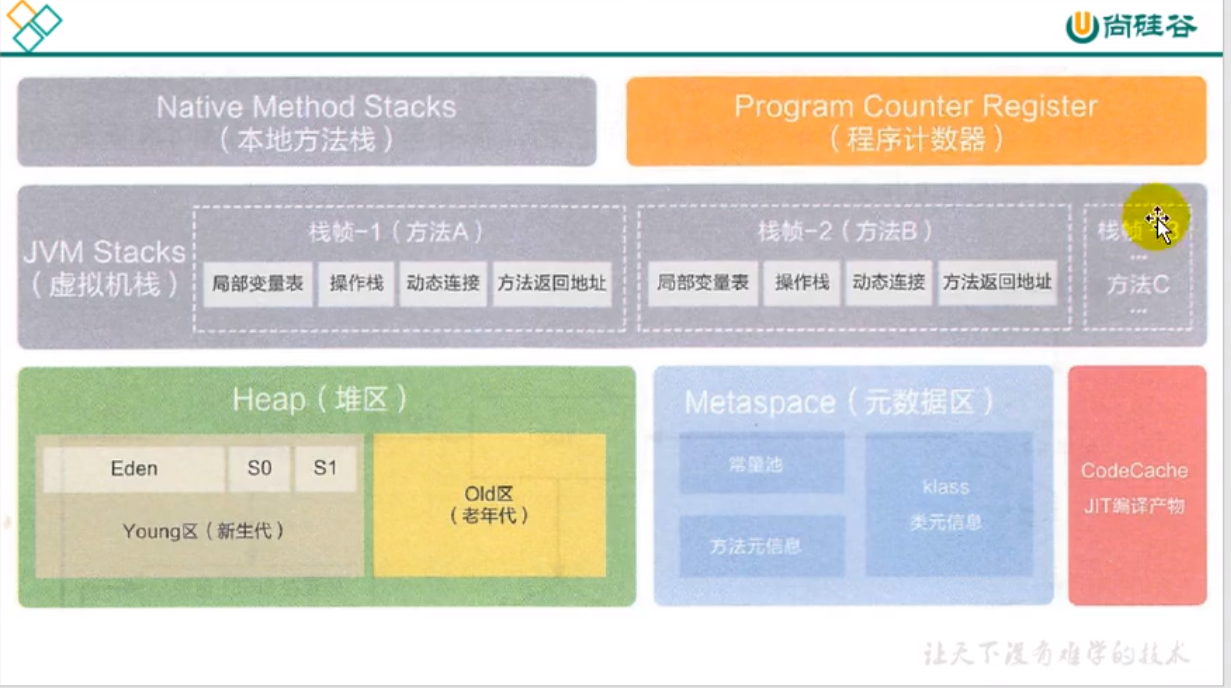 尚硅谷
Native Method Stacks
（本地方法栈）
Program Counter Register
（程序计数器）
JVM Stacks
（虚拟机栈）
栈帧-1（方法A）
局部变量表 操作栈 动态连接 方法返回地址
栈帧-2（方法B）
局部变量表 操作栈 动态连接 方法返回地址
栈
...
方法C
...
Heap（堆区）
Eden S0 S1
Young区（新生代）
Old区
（老年代）
Metaspace（元数据区）
常量池
方法元信息
klass
类元信息
CodeCache
JIT编译产物
让天下没有难学的技术